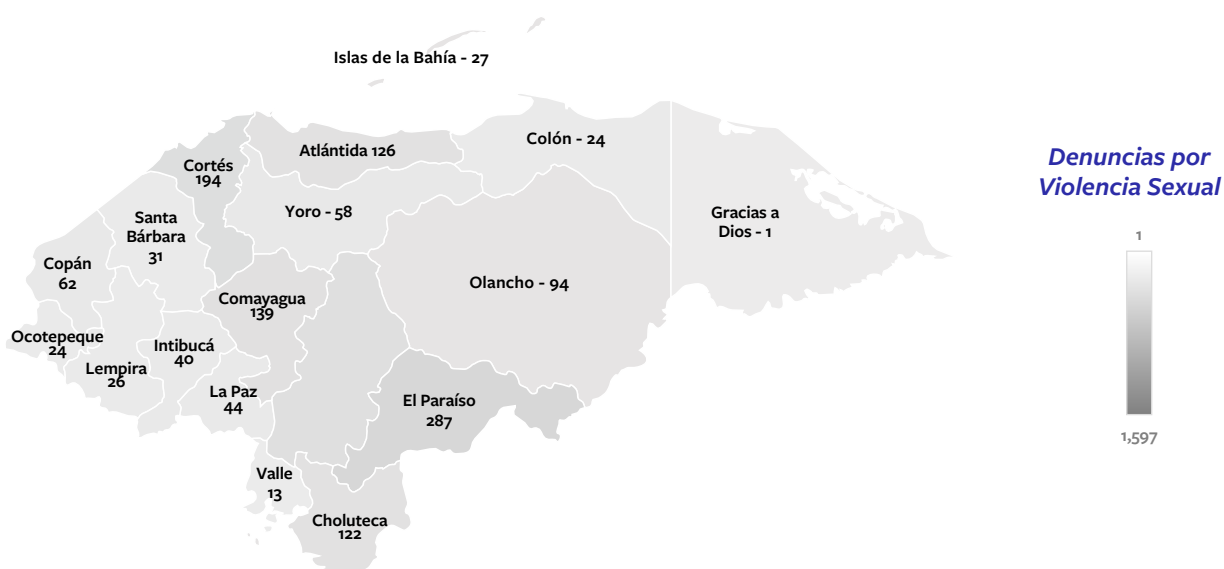 Islas de la Bahía - 27
Colón - 24
Atlántida 126
Cortés
194
Denuncias por
Violencia Sexual
Yoro - 58
Gracias a
Dios - 1
Santa
Bárbara
31
1
Copán
62
Olancho - 94
Comayagua
139
Ocotepeque
24
Intibucá
40
Lempira
26
La Paz
44
El Paraíso
287
1,597
Valle
13
Choluteca
122